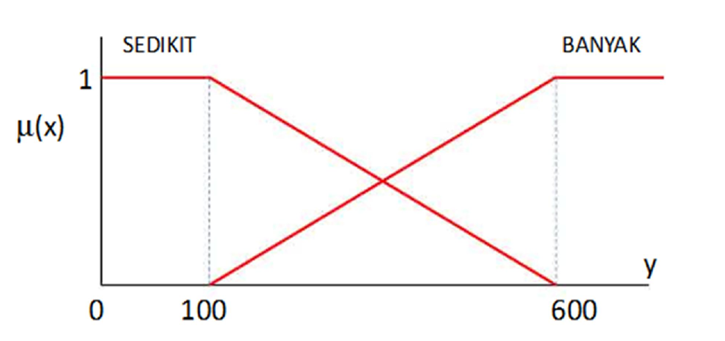 SEDIKIT
BANYAK
1
μ(x)
y
0
100
600